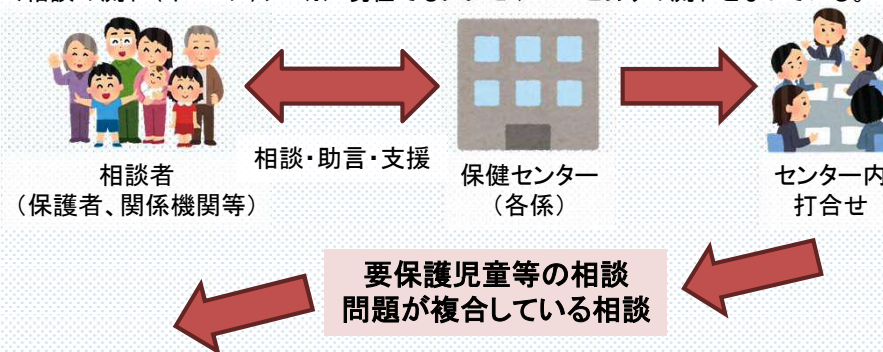 相談者
(保護者、関係機関等)
相談・助言・支援
保健センター
(各係)
センター内
打合せ
要保護児童等の相談
問題が複合している相談